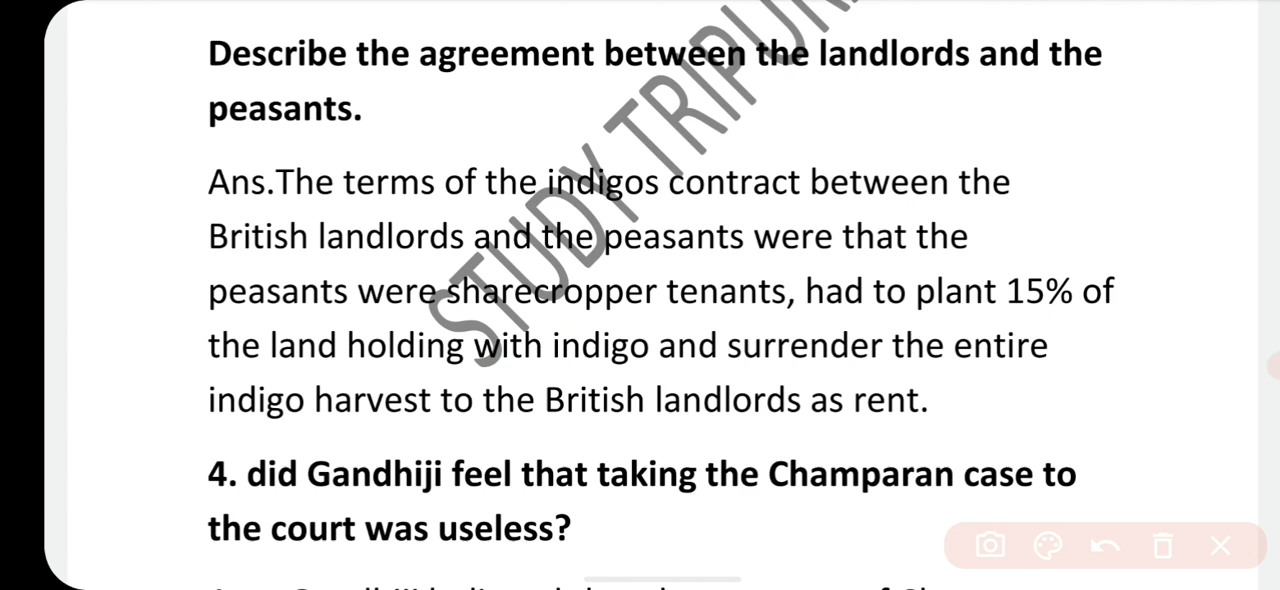 Describe the agreement between the landlords and the
peasants.
Ans.The terms of the indigos contract between the
British landlords and the peasants were that the
peasants were sharecropper tenants, had to plant 15% of
the land holding with indigo and surrender the entire
indigo harvest to the British landlords as rent.
4. did Gandhiji feel that taking the Champaran case to
the court was useless?
STUDY